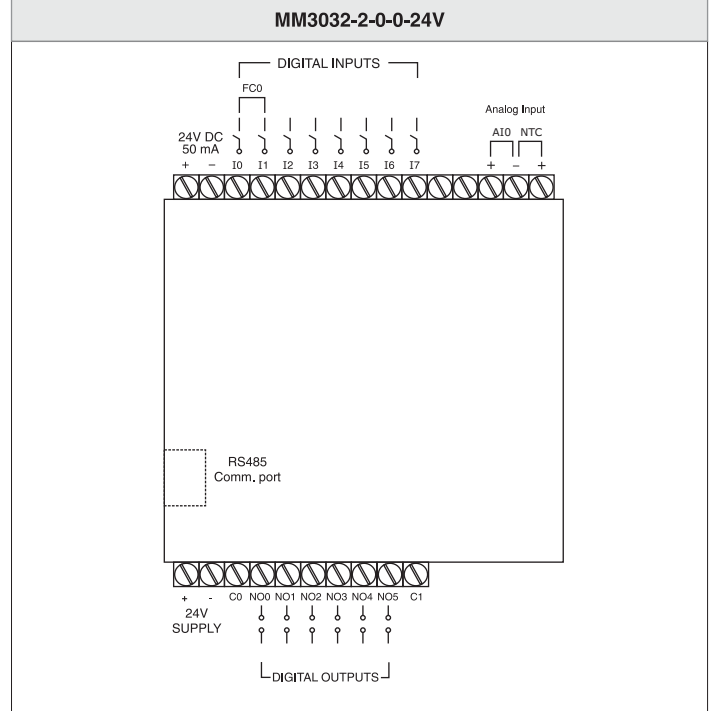 MM3032-2-0-0-24V
DIGITAL INPUTS
FC0
Analog Input
24V DC
50 mA
AI0 NTC
+ – I0 I1 I2 I3 I4 I5 I6 I7 + – +
RS485
Comm. port
+ - C0 NO0 NO1 NO2 NO3 NO4 NO5 C1
24V
SUPPLY
DIGITAL OUTPUTS